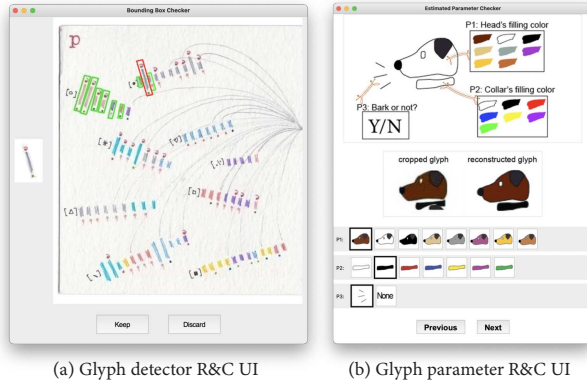 Bounding Box Checker
p
[o]
[•]
[*]
[△]
[□]
[\]
[■]
Keep
Discard
(a) Glyph detector R&C UI
Estimated Parameter Checker
P1: Head's filling color
P2: Collar's filling color
P3: Bark or not?
Y/N
cropped glyph
reconstructed glyph
P1:
P2:
P3:
None
Previous
Next
(b) Glyph parameter R&C UI